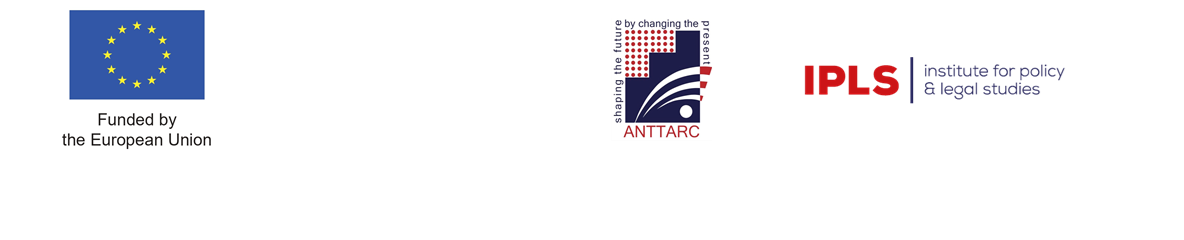 Funded by
the European Union
shaping the future
by changing the
present
ANTTARC
IPLS
institute for policy
& legal studies